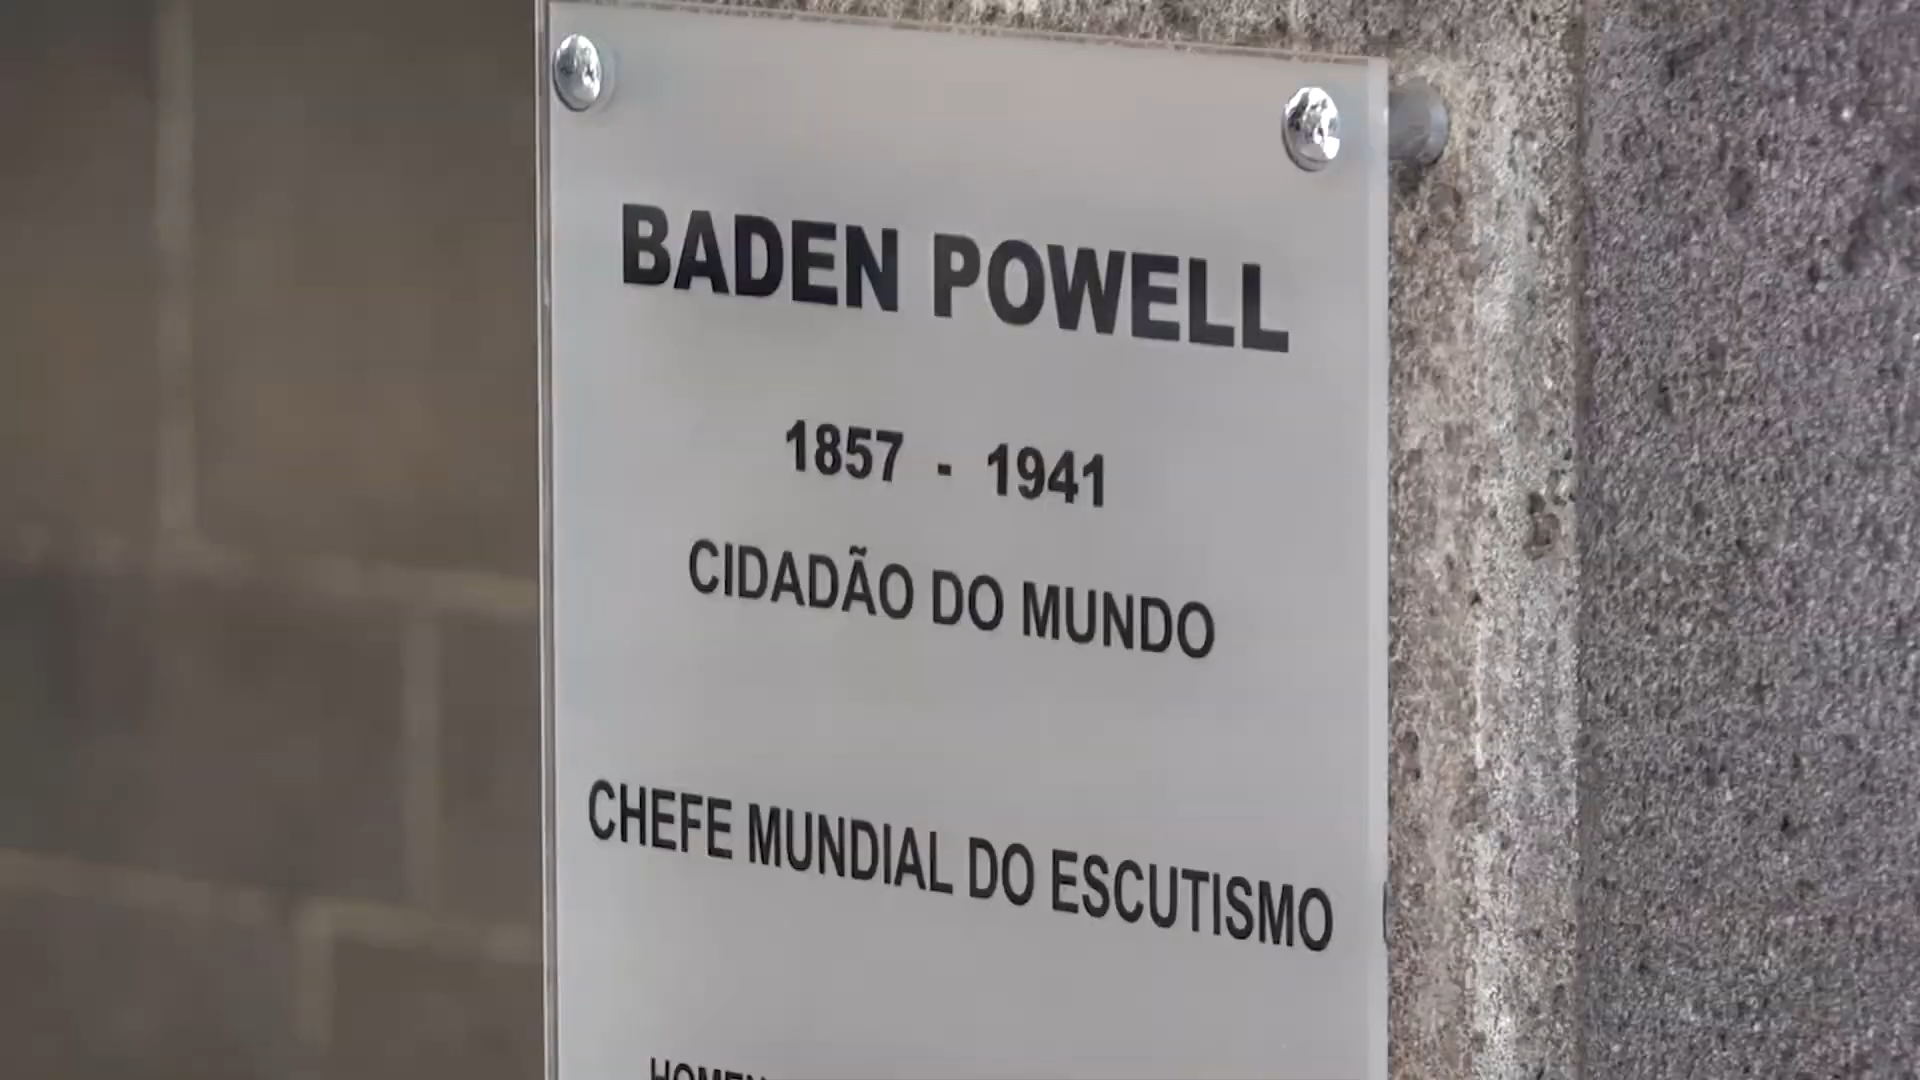 BADEN POWELL
1857 - 1941
CIDADÃO DO MUNDO
CHEFE MUNDIAL DO ESCUTISMO